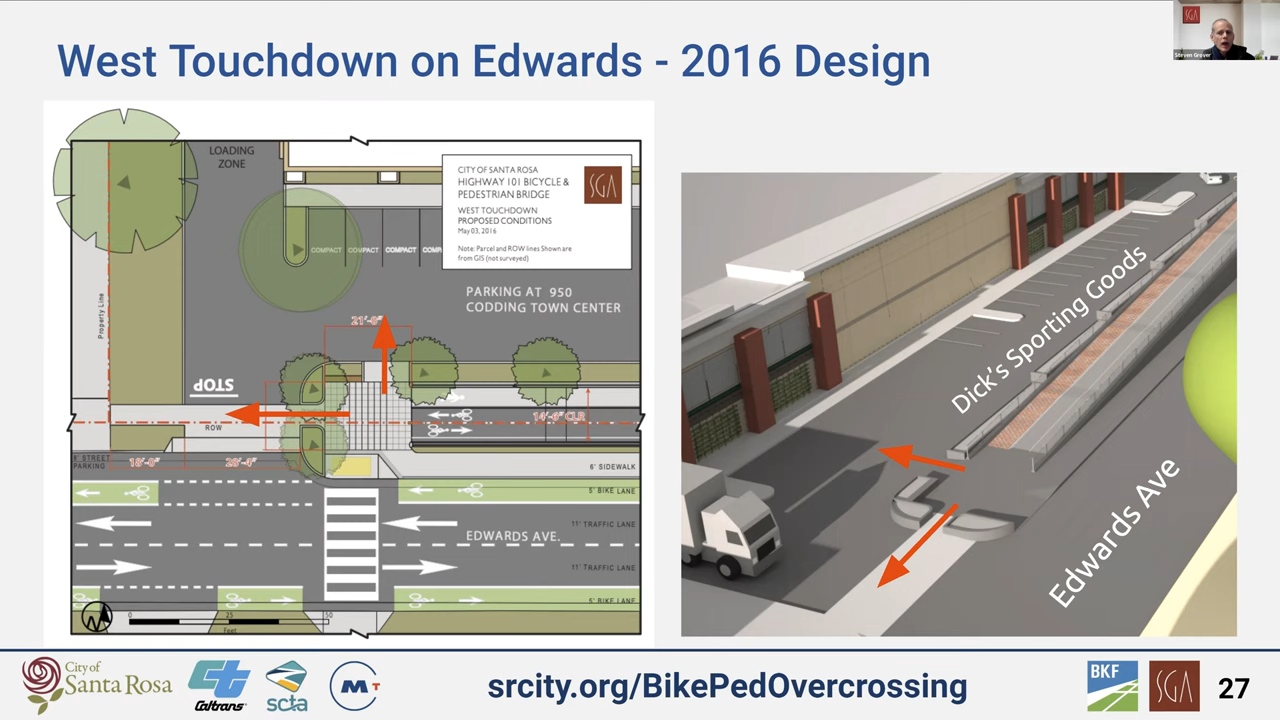 SGA
Steven Grover
West Touchdown on Edwards - 2016 Design
LOADING
ZONE
CITY OF SANTA ROSA
HIGHWAY 101 BICYCLE &
PEDESTRIAN BRIDGE
WEST TOUCHDOWN
PROPOSED CONDITIONS
May 03, 2016
Note: Parcel and ROW lines Shown are
from GIS (not surveyed)
SGA
COMPACT
COMPACT
COMPACT
PARKING AT 950
CODDING TOWN CENTER
Property Line
21'-0"
STOP
14'-6" CLR
ROW
8' STREET
PARKING
18'-0"
28'-4"
6' SIDEWALK
5' BIKE LANE
11' TRAFFIC LANE
EDWARDS AVE.
11' TRAFFIC LANE
5' BIKE LANE
0
25
50
Feet
Dick's Sporting Goods
Edwards Ave
City of
Santa Rosa
ct
Caltrans
scta
MT
srcity.org/BikePedOvercrossing
BKF
SGA
27